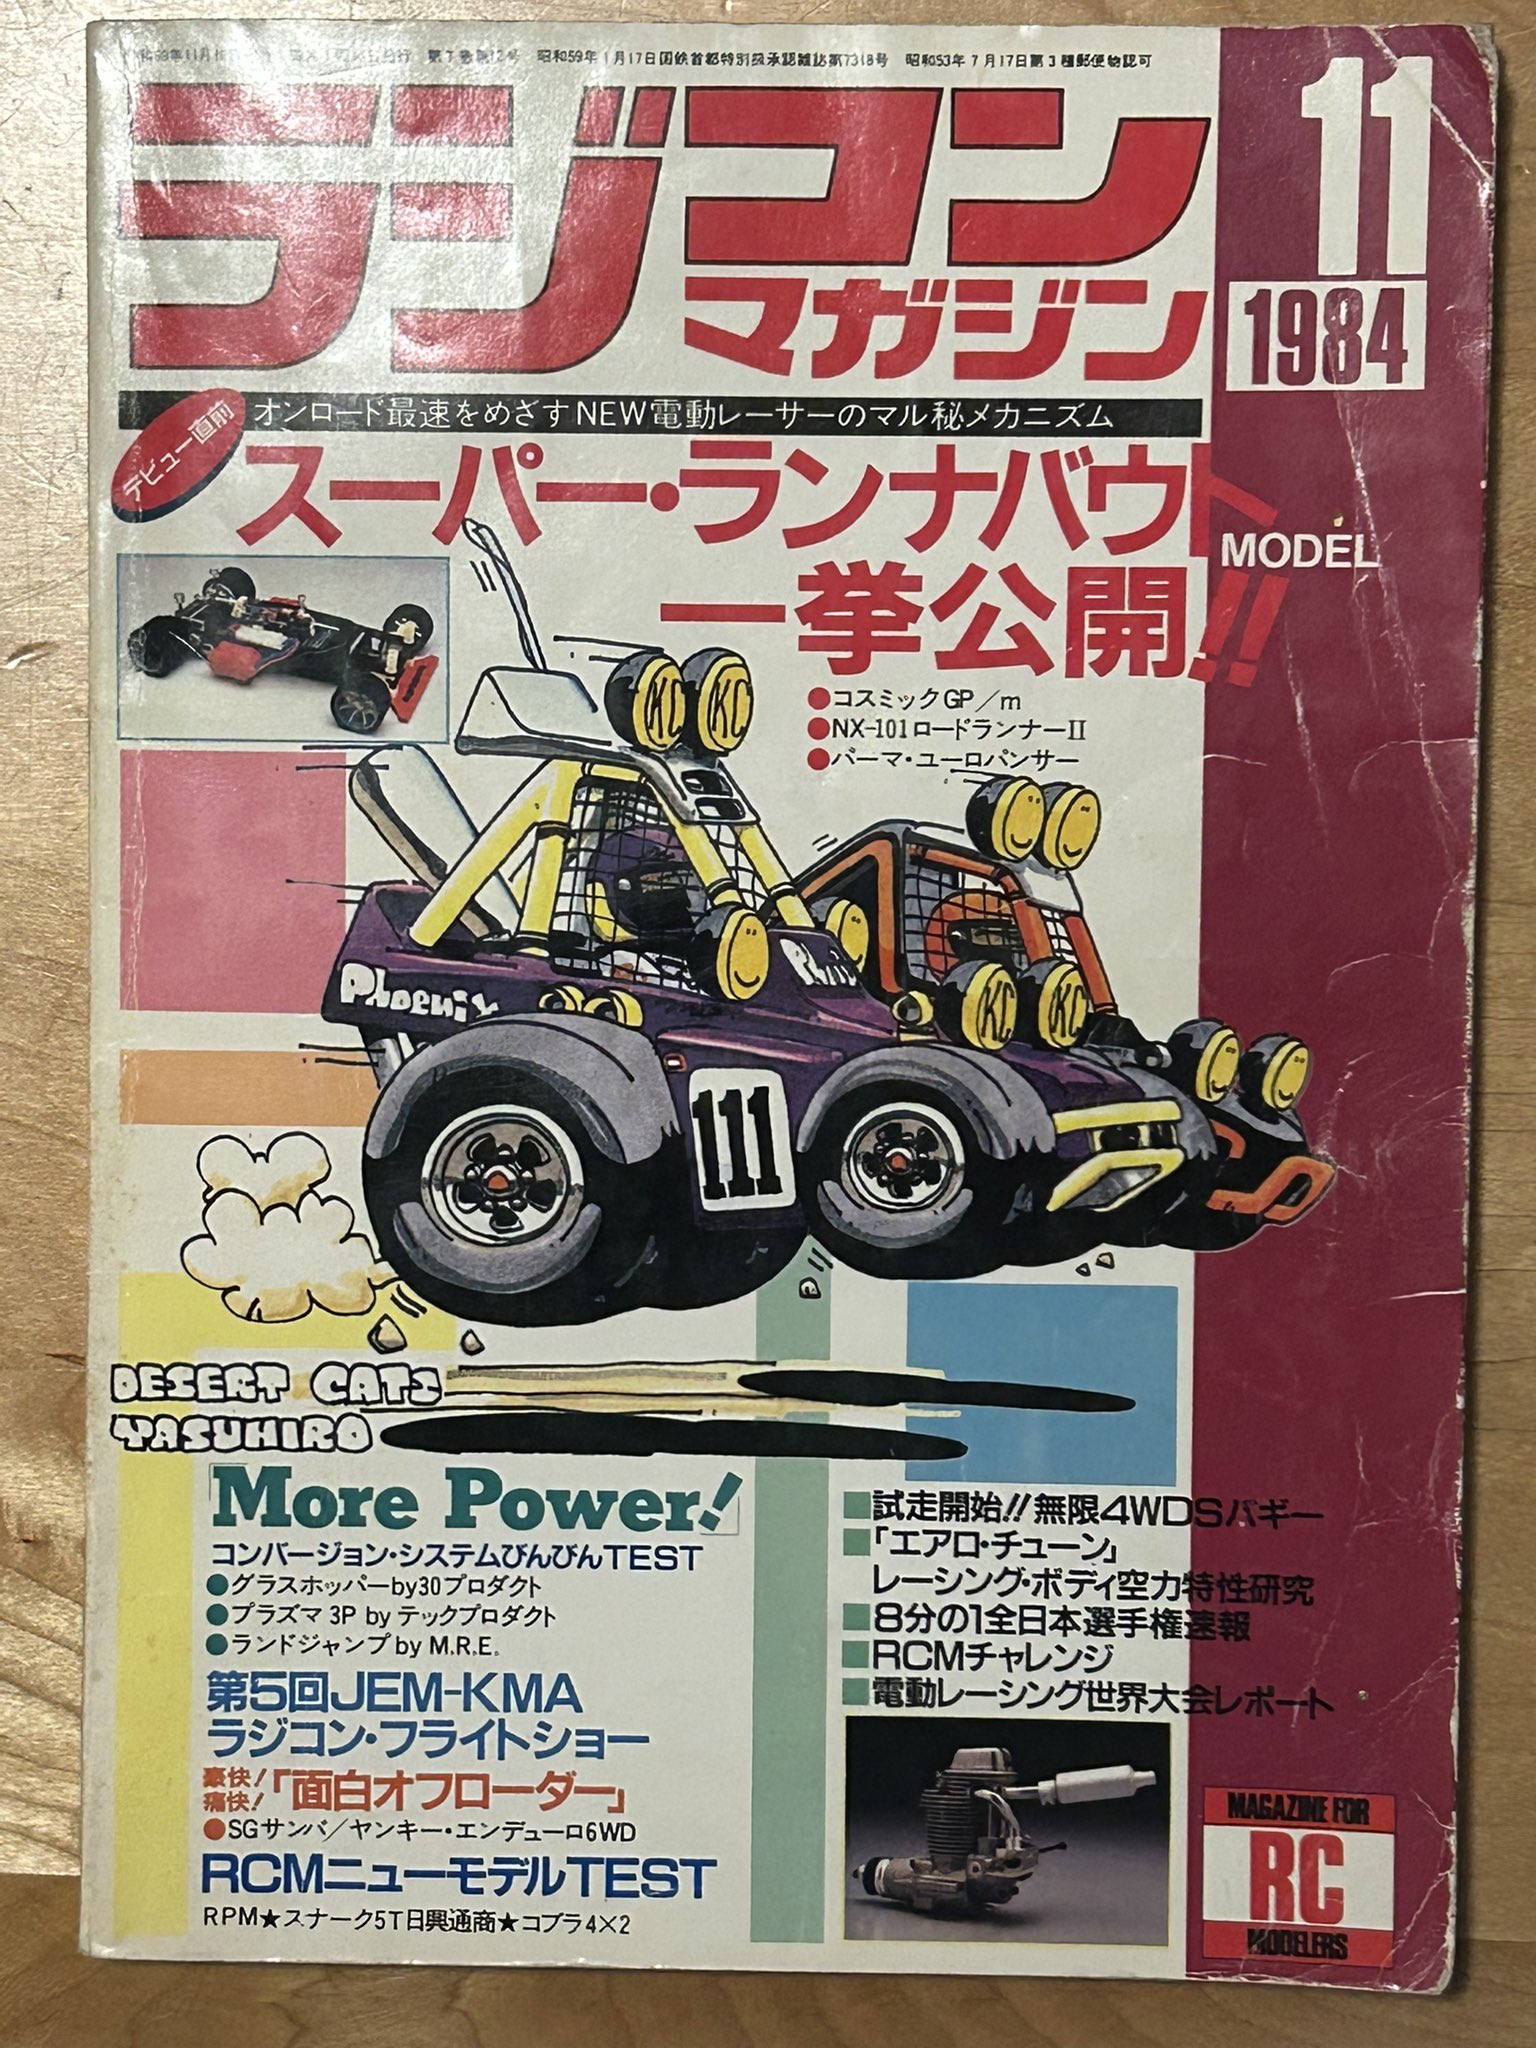 昭和59年1月17日国鉄首都特別扱承認雑誌第7318号 昭和53年7月17日第3種郵便物認可
ラジコン
マガジン
11
1984
オンロード最速をめざすNEW電動レーサーのマル秘メカニズム
デビュー直前
スーパー・ランナバウト
MODEL
一挙公開!!
●コスミックGP/m
●NX-101ロードランナーII
●パーマ・ユーロパンサー
KC KC
KC KC
Phoenix
111
DESERT CATS
YASUHIRO
「More Power!」
コンバージョン・システムびんびんTEST
●グラスホッパーby30プロダクト
●プラズマ3P by テックプロダクト
●ランドジャンプby M.R.E.
第5回JEM-KMA
ラジコン・フライトショー
豪快!
痛快!
「面白オフローダー」
●SGサンバ/ヤンキー・エンデューロ6WD
RCMニューモデルTEST
RPM★スナーク5T日興通商★コブラ4×2
■試走開始!!無限4WDSバギー
■「エアロ・チューン」
レーシング・ボディ空力特性研究
■8分の1全日本選手権速報
■RCMチャレンジ
■電動レーシング世界大会レポート
MAGAZINE FOR
RC
MODELERS